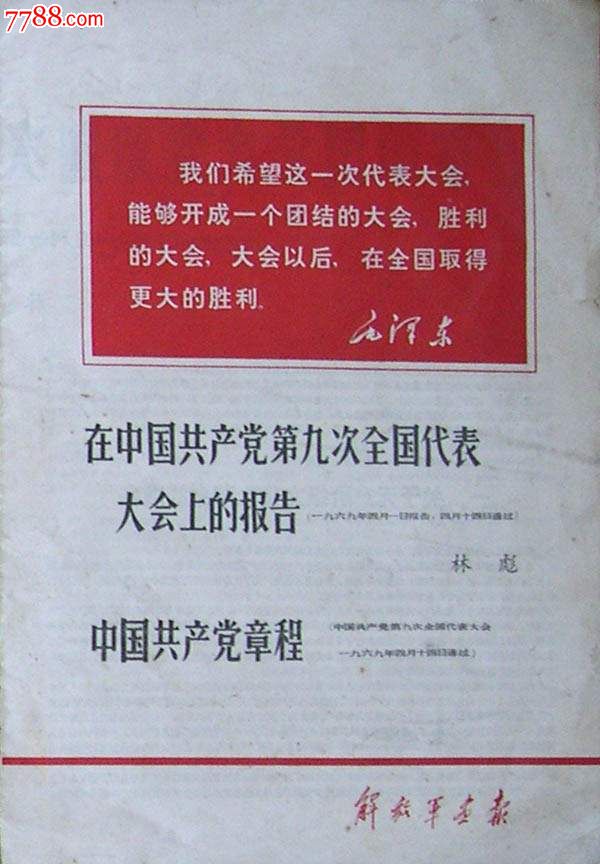 7788.com
我们希望这一次代表大会,
能够开成一个团结的大会, 胜利
的大会, 大会以后, 在全国取得
更大的胜利.
毛泽东
在中国共产党第九次全国代表
大会上的报告 (一九六九年四月一日报告, 四月十四日通过)
林 彪
中国共产党章程 (中国共产党第九次全国代表大会
一九六九年四月十四日通过)
解放军画报